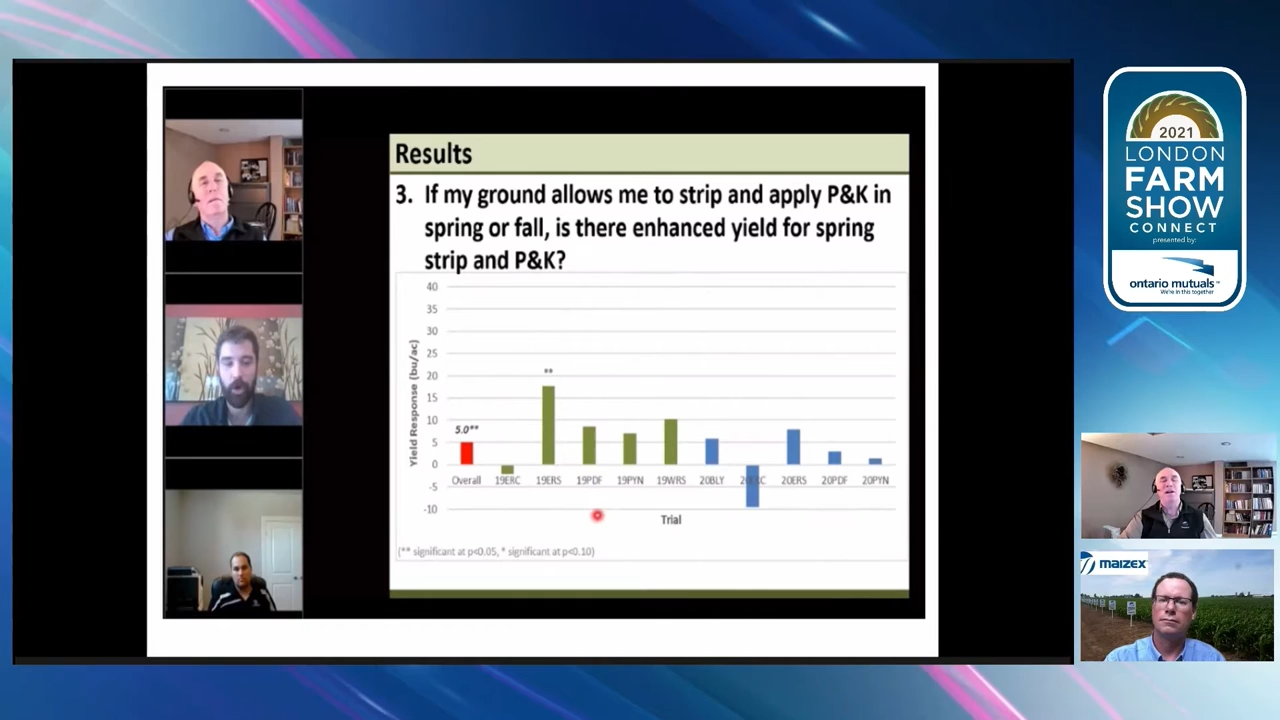 Results
3. If my ground allows me to strip and apply P&K in
spring or fall, is there enhanced yield for spring
strip and P&K?
Yield Response (bu/ac)
40
35
30
25
20
15
10
5
0
-5
-10
5.0**
**
Overall 19ERC 19ERS 19PDF 19PYN 19WRS 20BLY 20ERC 20ERS 20PDF 20PYN
Trial
(** significant at p<0.05, * significant at p<0.10)
2021
LONDON
FARM
SHOW
CONNECT
presented by:
ontario mutuals™
We're in this together
MAIZEX